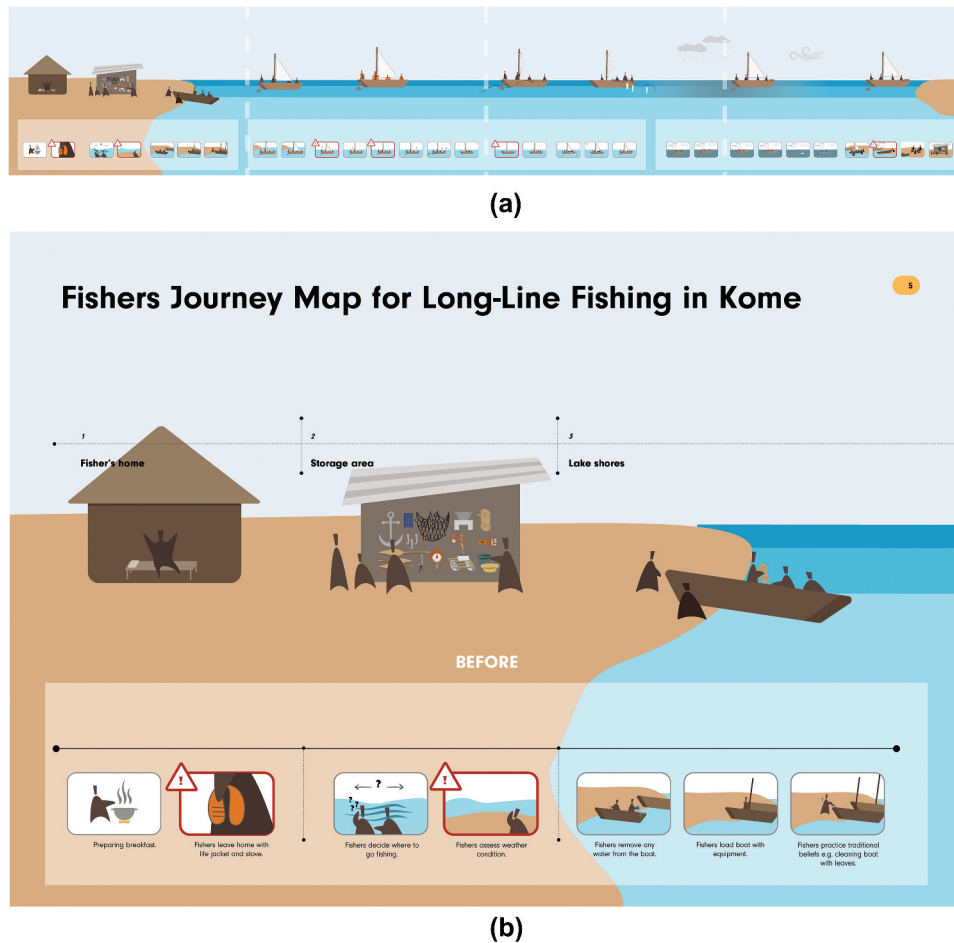 (a)
Fishers Journey Map for Long-Line Fishing in Kome
5
1
2
3
Fisher's home
Storage area
Lake shores
BEFORE
!
!
?
? ? ?
Preparing breakfast.
Fishers leave home with
life jacket and stove.
Fishers decide where to
go fishing.
Fishers assess weather
condition.
Fishers remove any
water from the boat.
Fishers load boat with
equipment.
Fishers practice traditional
beliefs e.g. cleaning boat
with leaves.
(b)